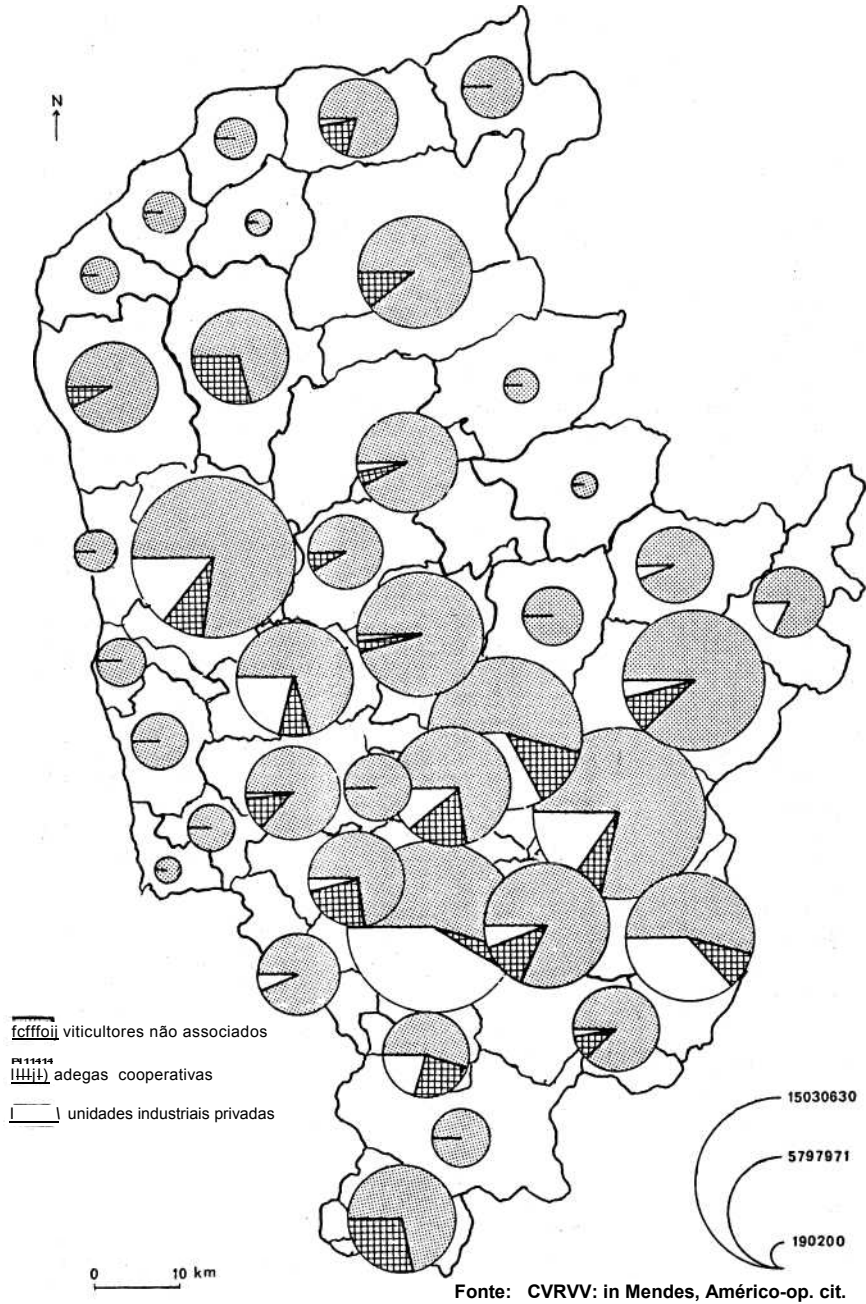 N
viticultores não associados
adegas cooperativas
unidades industriais privadas
15030630
5797971
190200
0 10 km
Fonte: CVRVV: in Mendes, Américo-op. cit.